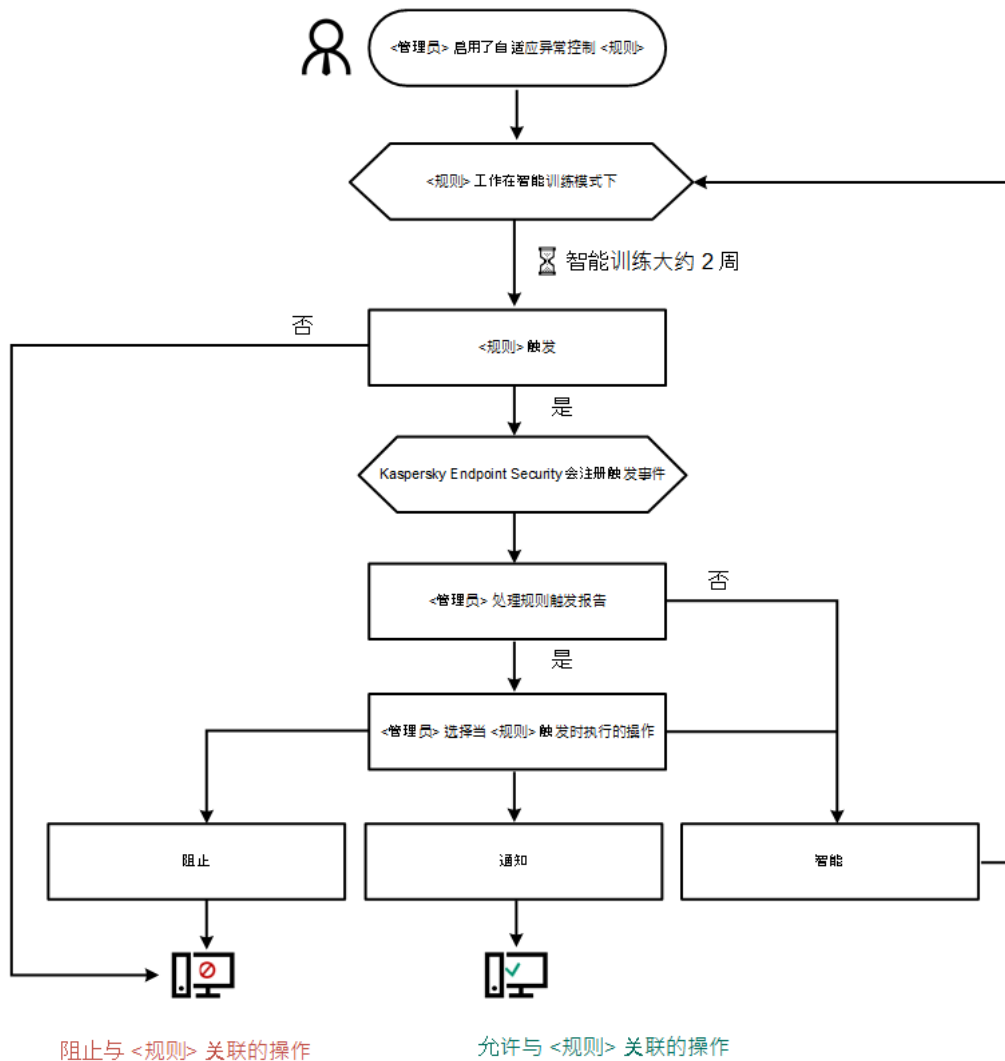 <管理员> 启用了自适应异常控制 <规则>
<规则> 工作在智能训练模式下
智能训练大约 2 周
否
<规则> 触发
是
Kaspersky Endpoint Security 会注册触发事件
<管理员> 处理规则触发报告
否
是
<管理员> 选择当 <规则> 触发时执行的操作
阻止
通知
智能
阻止与 <规则> 关联的操作
允许与 <规则> 关联的操作